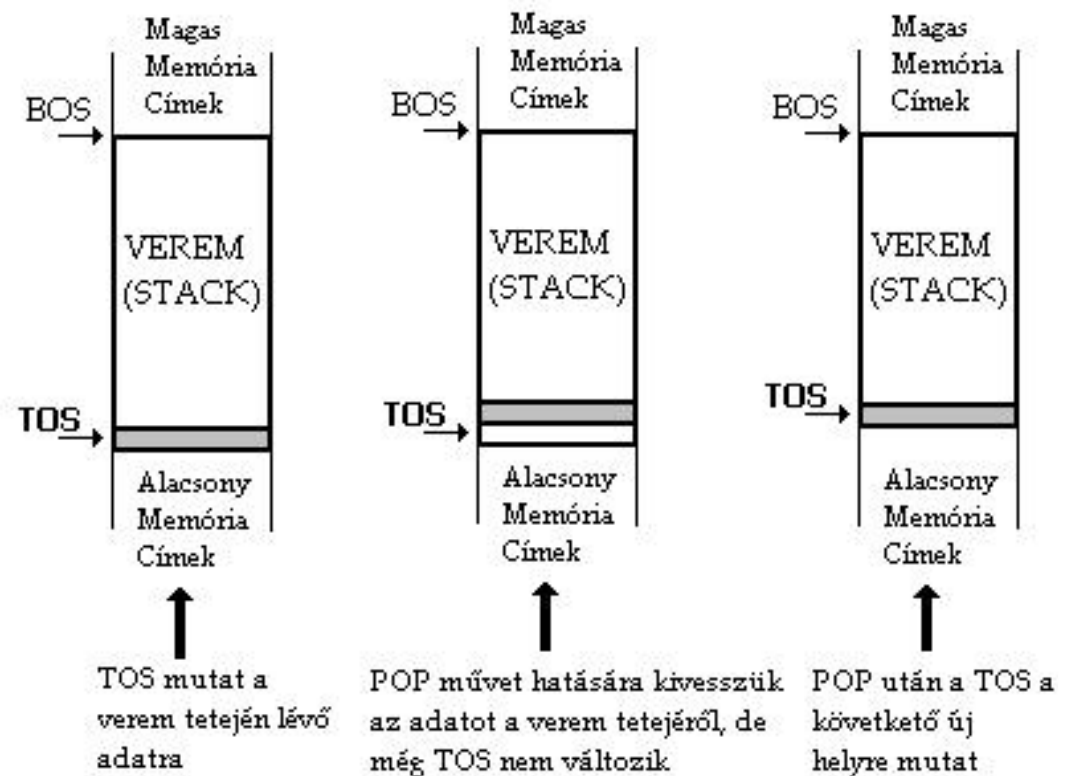 Magas
Memória
Címek
BOS
VEREM
(STACK)
TOS
Alacsony
Memória
Címek
TOS mutat a
verem tetején lévő
adatra
Magas
Memória
Címek
BOS
VEREM
(STACK)
TOS
Alacsony
Memória
Címek
POP művet hatására kivesszük
az adatot a verem tetejéről, de
még TOS nem változik
Magas
Memória
Címek
BOS
VEREM
(STACK)
TOS
Alacsony
Memória
Címek
POP után a TOS a
követkető új
helyre mutat